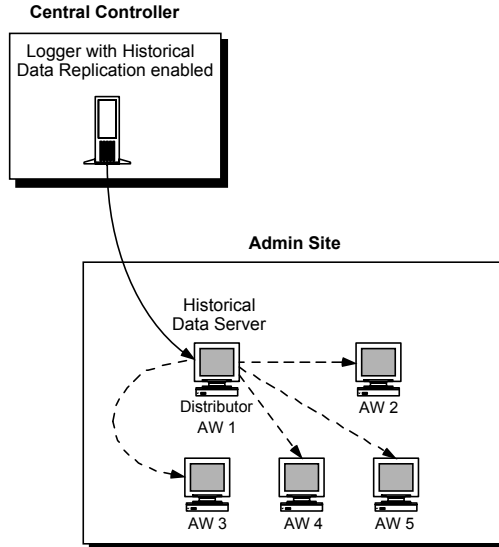 Central Controller
Logger with Historical
Data Replication enabled
Admin Site
Historical
Data Server
Distributor
AW 1
AW 2
AW 3
AW 4
AW 5